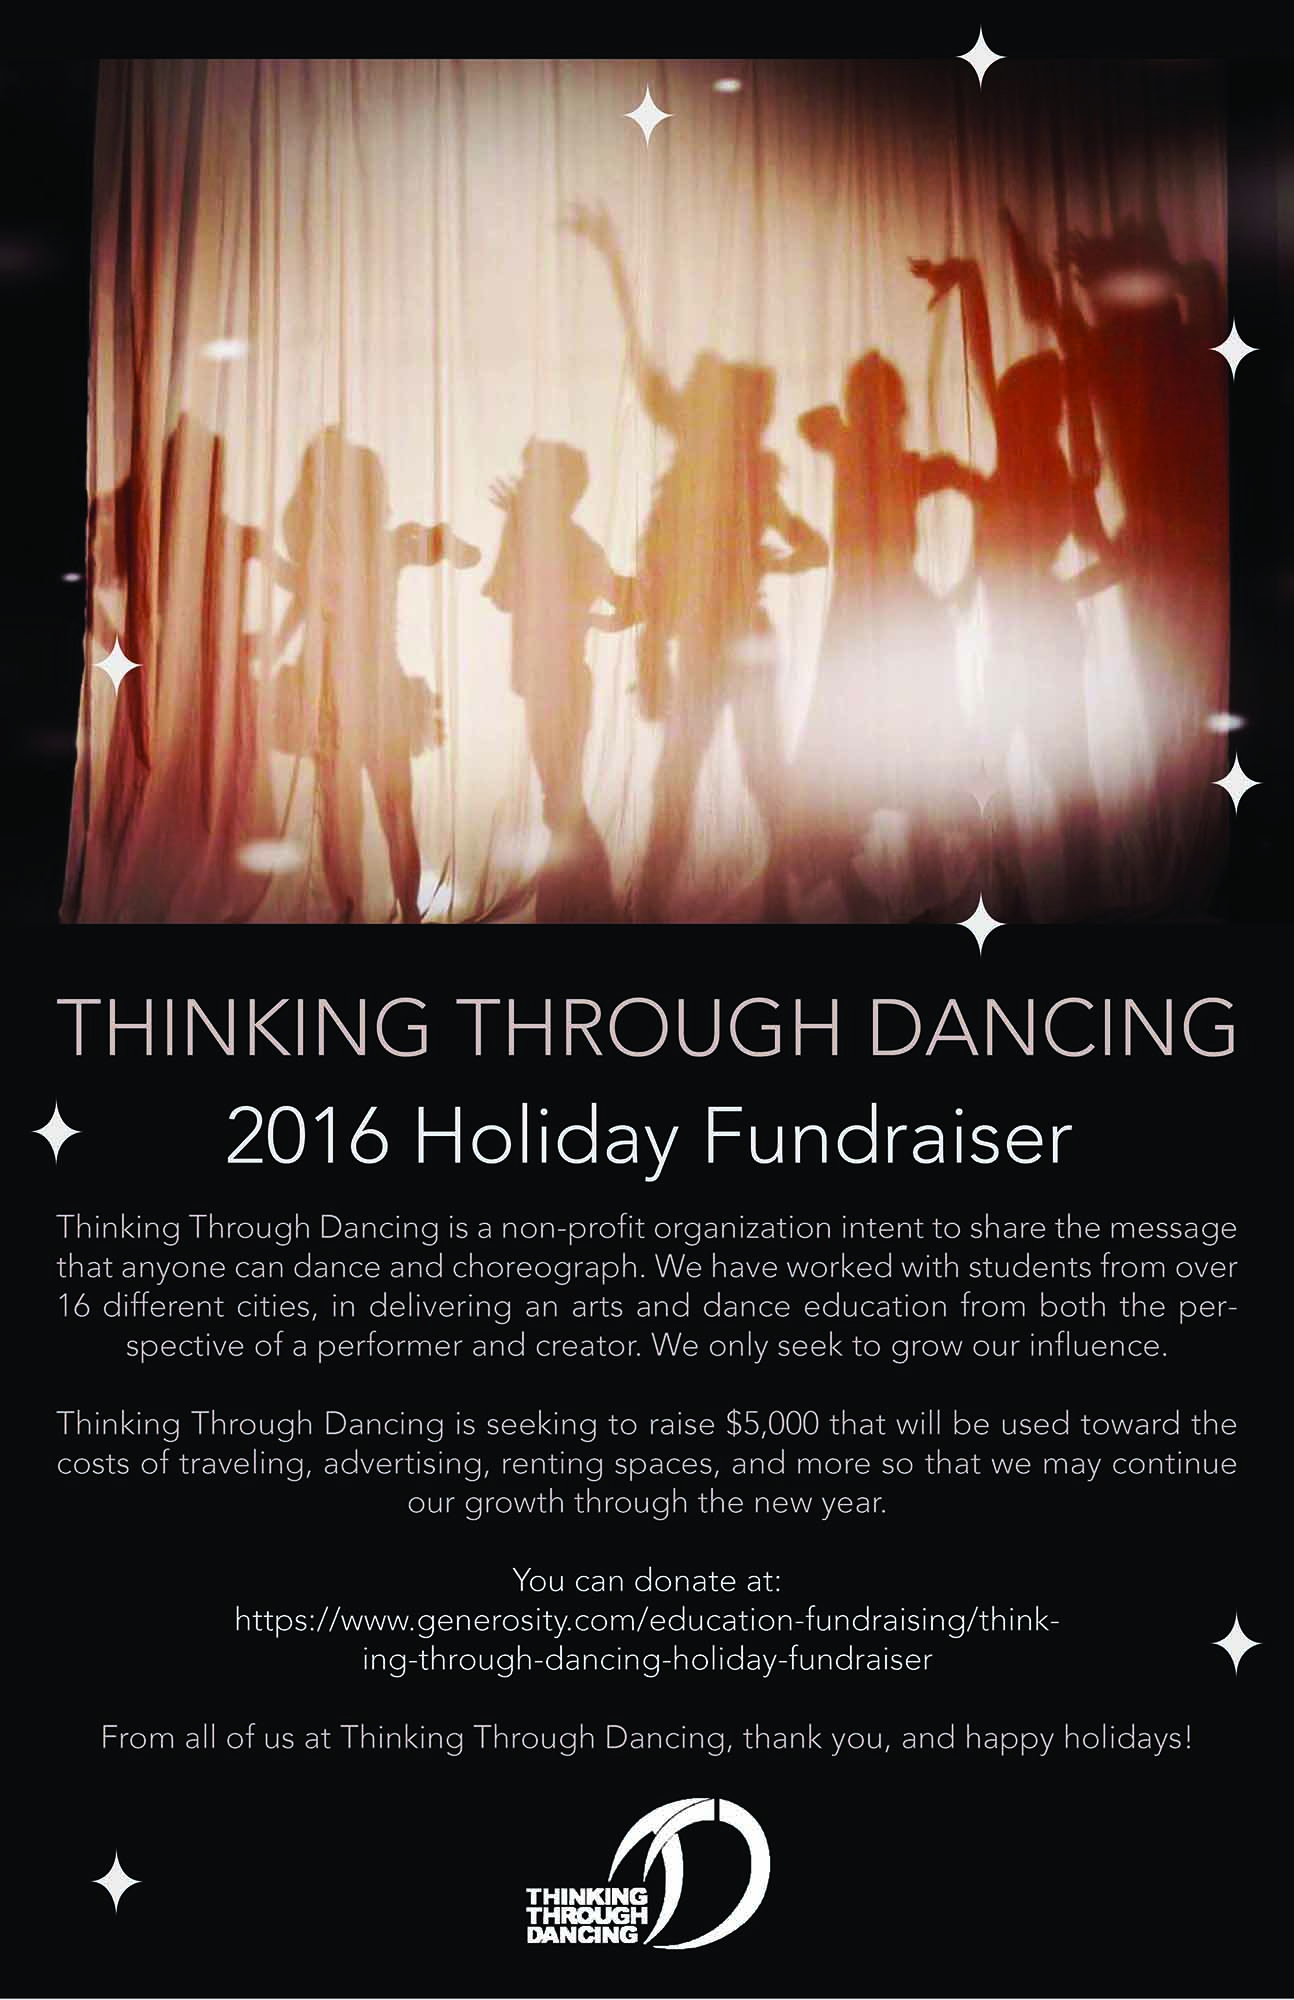 THINKING THROUGH DANCING
2016 Holiday Fundraiser
Thinking Through Dancing is a non-profit organization intent to share the message
that anyone can dance and choreograph. We have worked with students from over
16 different cities, in delivering an arts and dance education from both the per-
spective of a performer and creator. We only seek to grow our influence.
Thinking Through Dancing is seeking to raise $5,000 that will be used toward the
costs of traveling, advertising, renting spaces, and more so that we may continue
our growth through the new year.
You can donate at:
https://www.generosity.com/education-fundraising/think-
ing-through-dancing-holiday-fundraiser
From all of us at Thinking Through Dancing, thank you, and happy holidays!
THINKING
THROUGH
DANCING